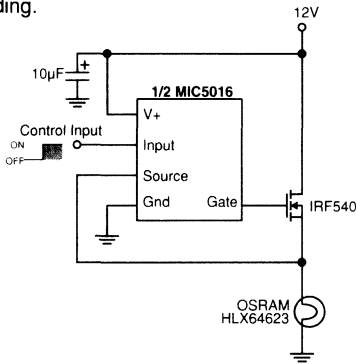 ding.
12V
10µF
+
1/2 MIC5016
Control Input
ON
OFF
V+
Input
Source
Gnd Gate
IRF540
OSRAM
HLX64623